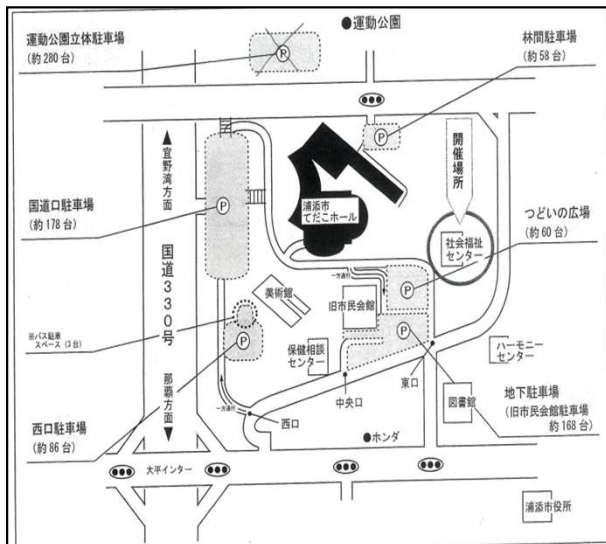 ●運動公園
運動公園立体駐車場
(約280台)
林間駐車場
(約58台)
P
P
▲宜野湾方面
国道330号
那覇方面▼
開催場所
国道口駐車場
(約178台)
P
浦添市
てだこホール
つどいの広場
(約60台)
社会福祉
センター
一方通行
P
美術館
旧市民会館
※バス駐車
スペース(3台)
P
P
保健相談
センター
ハーモニー
センター
東口
中央口
図書館
地下駐車場
(旧市民会館駐車場
約168台)
西口駐車場
(約86台)
一方通行
西口
●ホンダ
大平インター
浦添市役所